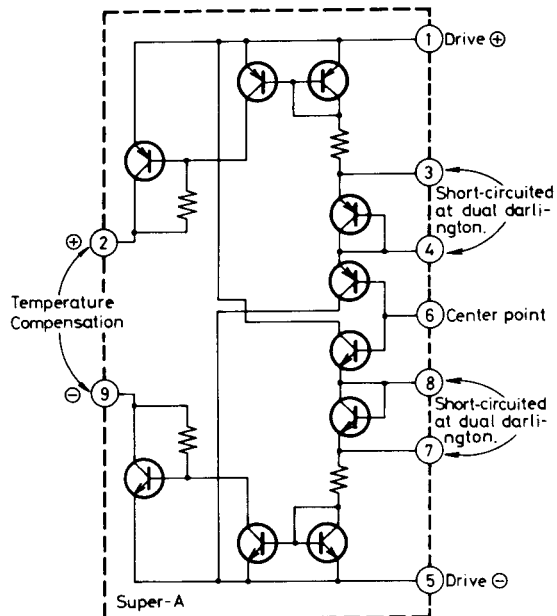 1 Drive ⊕
3
Short-circuited
at dual darli-
ngton.
4
⊕ 2
Temperature
Compensation
6 Center point
⊖ 9
8
Short-circuited
at dual darli-
ngton.
7
5 Drive ⊖
Super-A